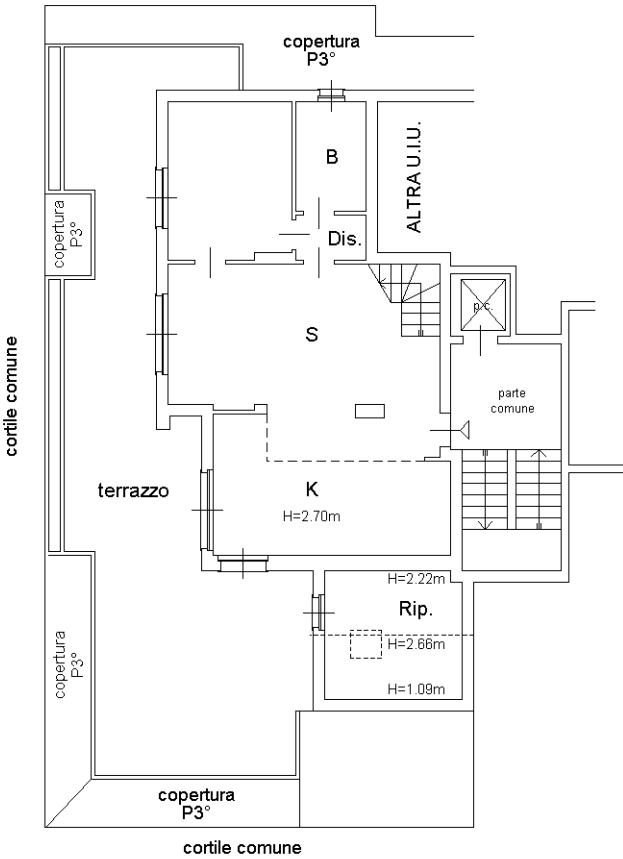 copertura
P3°
B
ALTRA U.I.U.
copertura
P3°
Dis.
p.c.
S
parte
comune
cortile comune
terrazzo
K
H=2.70m
H=2.22m
Rip.
H=2.66m
copertura
P3°
H=1.09m
copertura
P3°
cortile comune